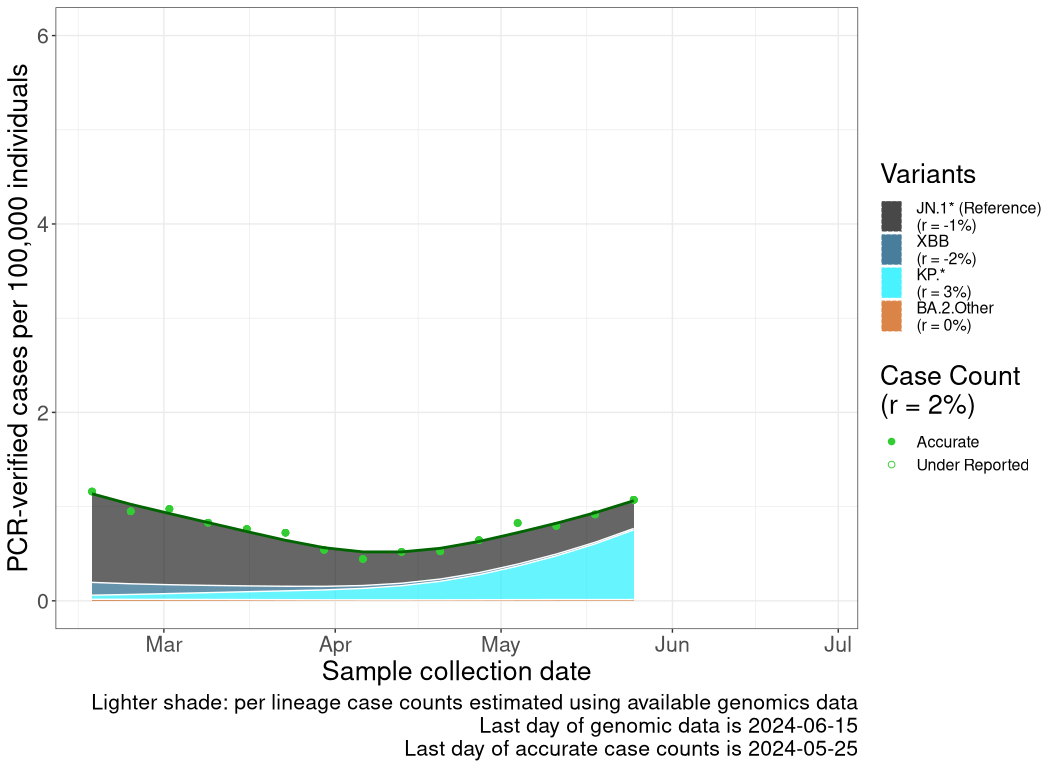 PCR-verified cases per 100,000 individuals
6
4
2
0
Mar
Apr
May
Jun
Jul
Sample collection date
Lighter shade: per lineage case counts estimated using available genomics data
Last day of genomic data is 2024-06-15
Last day of accurate case counts is 2024-05-25
Variants
JN.1* (Reference)
(r = -1%)
XBB
(r = -2%)
KP.*
(r = 3%)
BA.2.Other
(r = 0%)
Case Count
(r = 2%)
Accurate
Under Reported